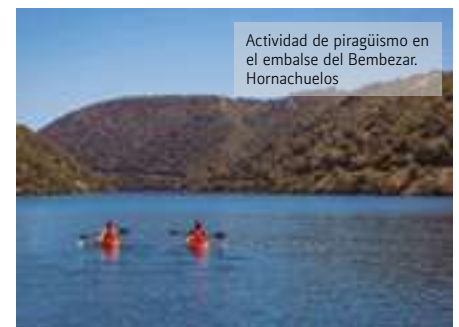 Actividad de piragüismo en
el embalse del Bembezar.
Hornachuelos